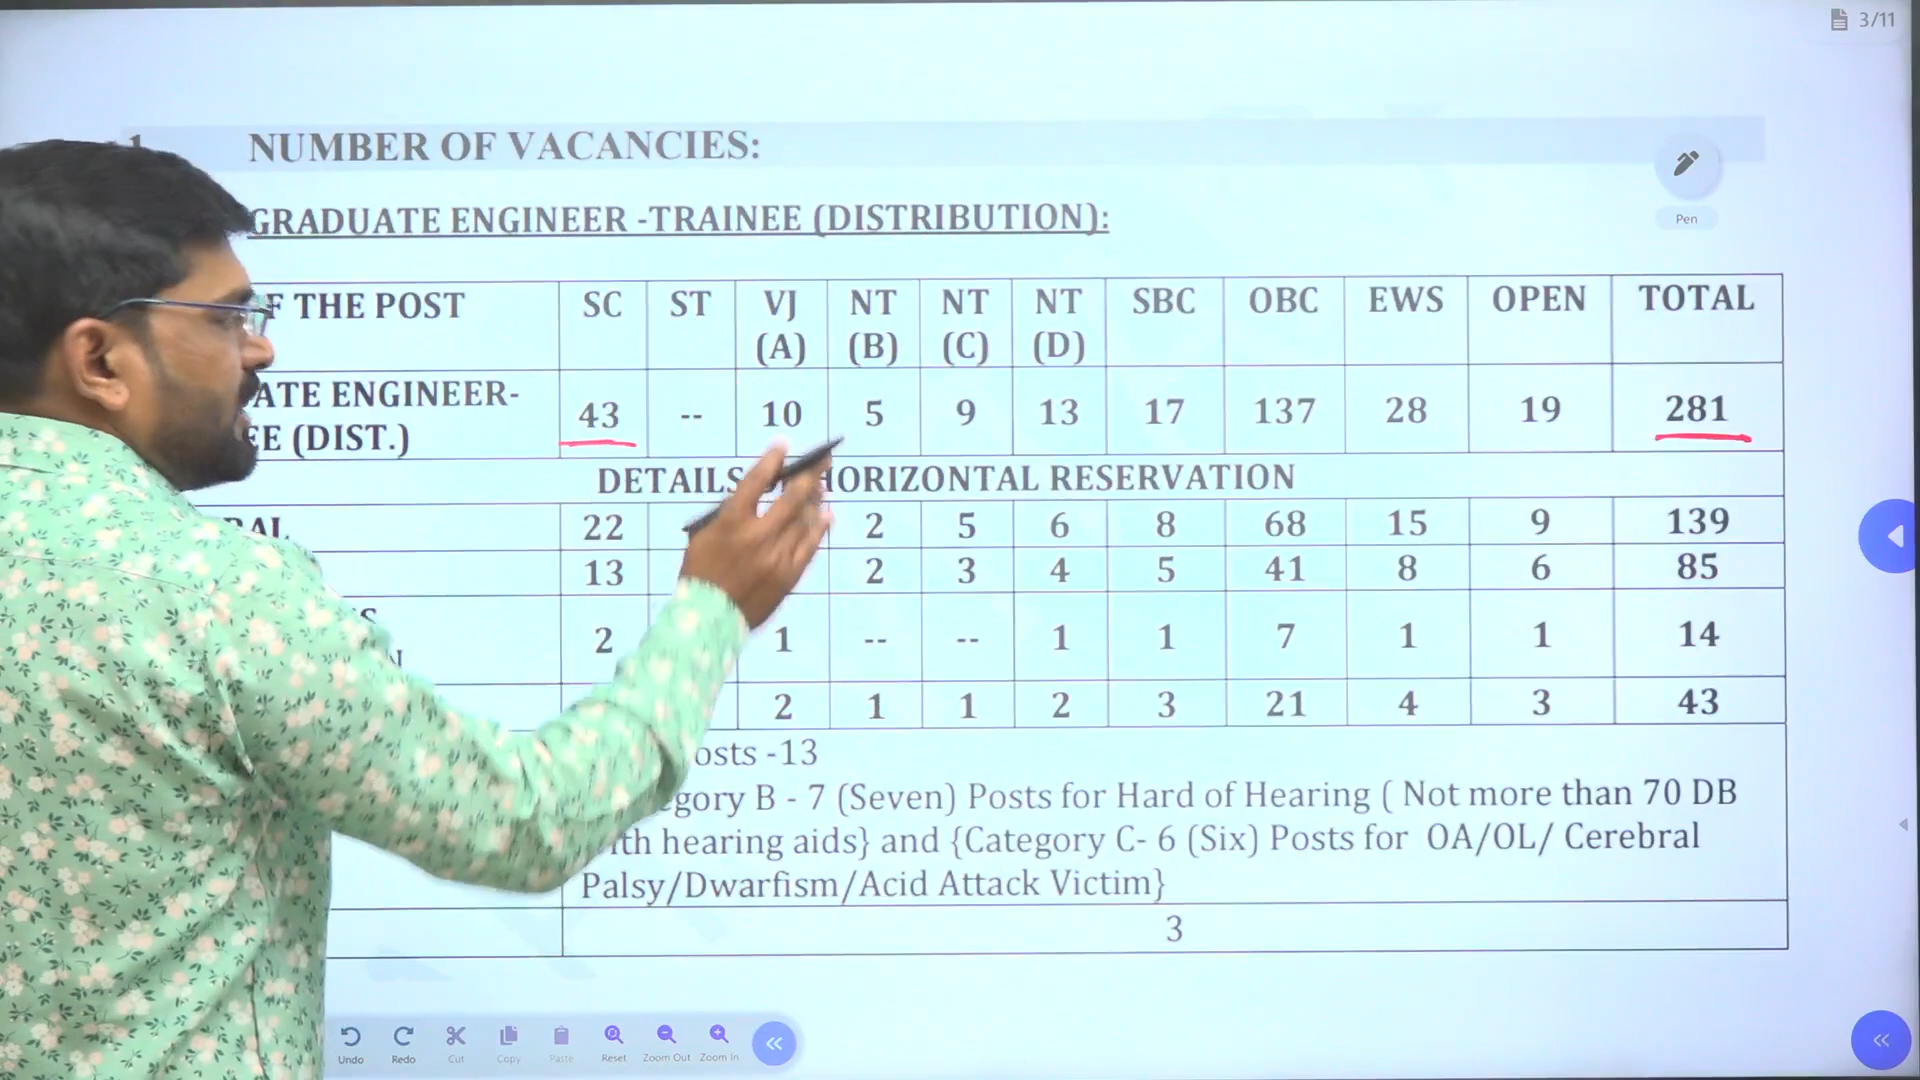 3/11
NUMBER OF VACANCIES:
Pen
GRADUATE ENGINEER -TRAINEE (DISTRIBUTION):
F THE POST SC ST VJ (A) NT (B) NT (C) NT (D) SBC OBC EWS OPEN TOTAL
ATE ENGINEER-
EE (DIST.) 43 -- 10 5 9 13 17 137 28 19 281
DETAILS HORIZONTAL RESERVATION
RAL 22 2 5 6 8 68 15 9 139
13 2 3 4 5 41 8 6 85
2 1 -- -- 1 1 7 1 1 14
2 1 1 2 3 21 4 3 43
osts -13
egory B - 7 (Seven) Posts for Hard of Hearing ( Not more than 70 DB
ith hearing aids} and {Category C- 6 (Six) Posts for OA/OL/ Cerebral
Palsy/Dwarfism/Acid Attack Victim}
3
Undo Redo Cut Copy Paste Reset Zoom Out Zoom In